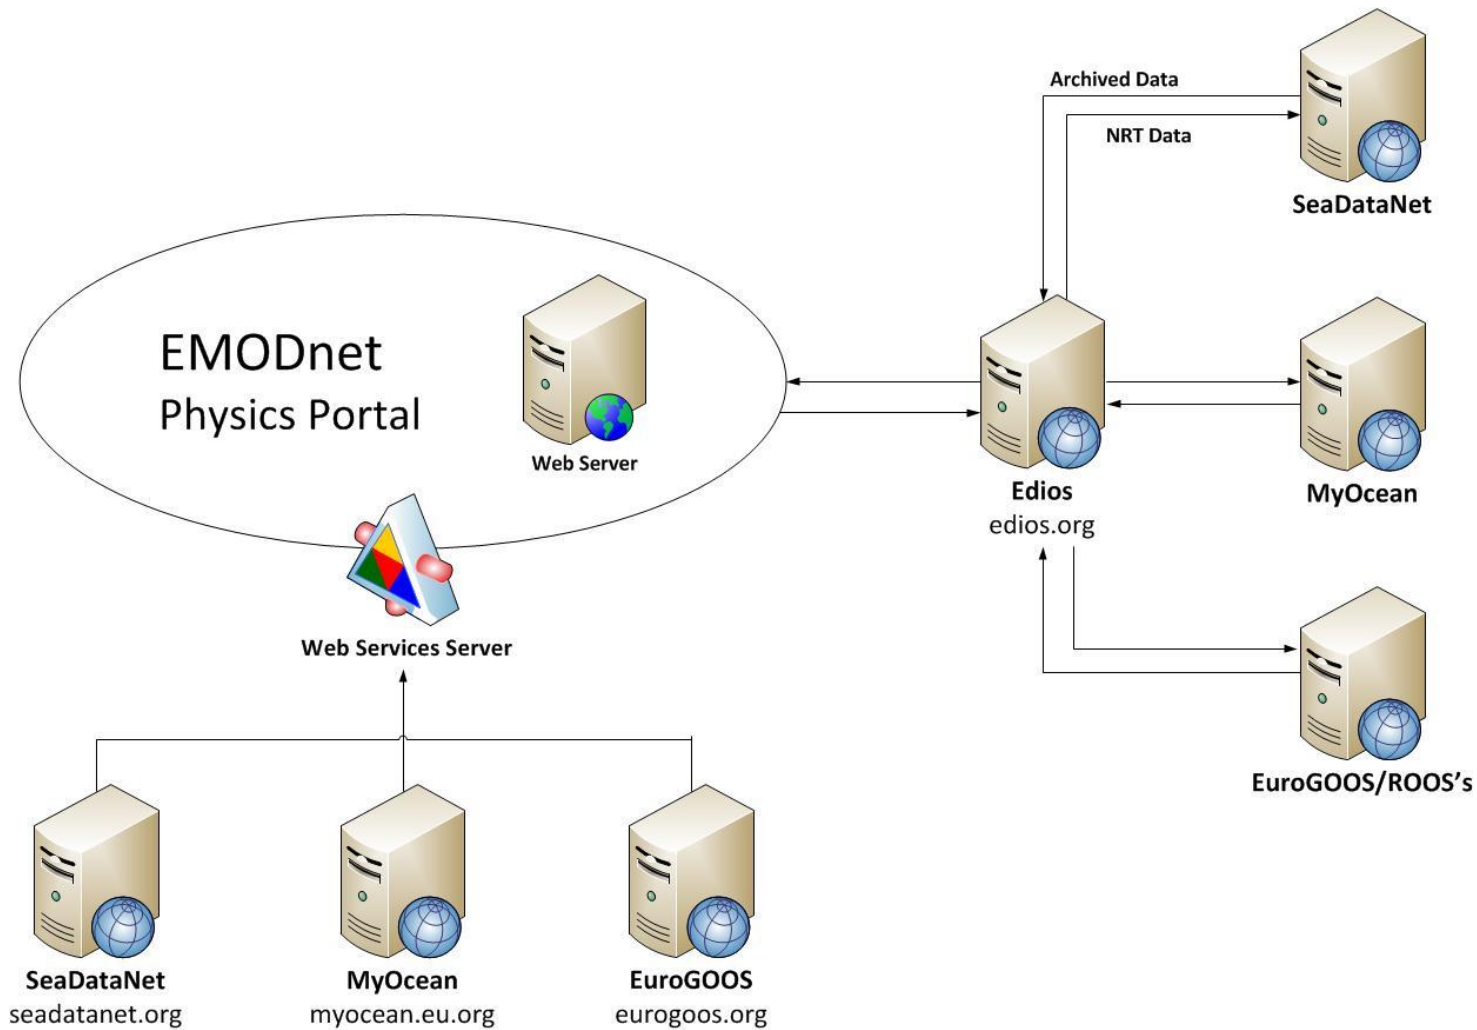 Archived Data
NRT Data
SeaDataNet
EMODnet
Physics Portal
Web Server
Edios
edios.org
MyOcean
Web Services Server
EuroGOOS/ROOS's
SeaDataNet
seadatanet.org
MyOcean
myocean.eu.org
EuroGOOS
eurogoos.org